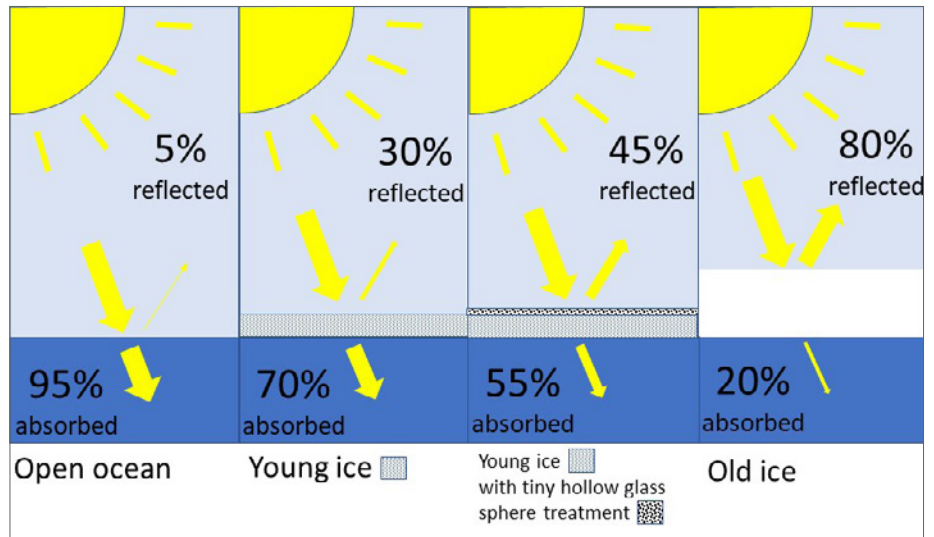 5%
reflected
95%
absorbed
Open ocean
30%
reflected
70%
absorbed
Young ice
45%
reflected
55%
absorbed
Young ice
with tiny hollow glass
sphere treatment
80%
reflected
20%
absorbed
Old ice